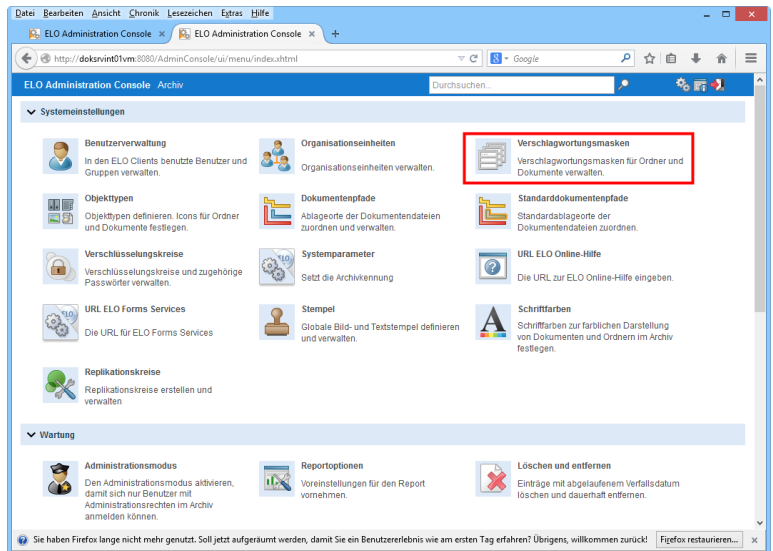 Datei Bearbeiten Ansicht Chronik Lesezeichen Extras Hilfe
ELO Administration Console × ELO Administration Console × +
http://doksrvint01vm:8080/AdminConsole/ui/menu/index.xhtml Google
ELO Administration Console Archiv Durchsuchen...
Systemeinstellungen
Benutzerverwaltung
In den ELO Clients benutzte Benutzer und
Gruppen verwalten.
Organisationseinheiten
Organisationseinheiten verwalten.
Verschlagwortungsmasken
Verschlagwortungsmasken für Ordner und
Dokumente verwalten.
Objekttypen
Objekttypen definieren. Icons für Ordner
und Dokumente festlegen.
Dokumentenpfade
Ablageorte der Dokumentendateien
zuordnen und verwalten.
Standarddokumentenpfade
Standardablageorte der
Dokumentendateien zuordnen.
Verschlüsselungskreise
Verschlüsselungskreise und zugehörige
Passwörter verwalten.
Systemparameter
Setzt die Archivkennung
URL ELO Online-Hilfe
Die URL zur ELO Online-Hilfe eingeben.
URL ELO Forms Services
Die URL für ELO Forms Services
Stempel
Globale Bild- und Textstempel definieren
und verwalten.
Schriftfarben
Schriftfarben zur farblichen Darstellung
von Dokumenten und Ordnern im Archiv
festlegen.
Replikationskreise
Replikationskreise erstellen und
verwalten
Wartung
Administrationsmodus
Den Administrationsmodus aktivieren,
damit sich nur Benutzer mit
Administrationsrechten im Archiv
anmelden können.
Reportoptionen
Voreinstellungen für den Report
vornehmen.
Löschen und entfernen
Einträge mit abgelaufenem Verfallsdatum
löschen und dauerhaft entfernen.
Sie haben Firefox lange nicht mehr genutzt. Soll jetzt aufgeräumt werden, damit Sie ein Benutzererlebnis wie am ersten Tag erfahren? Übrigens, willkommen zurück! Firefox restaurieren... ×